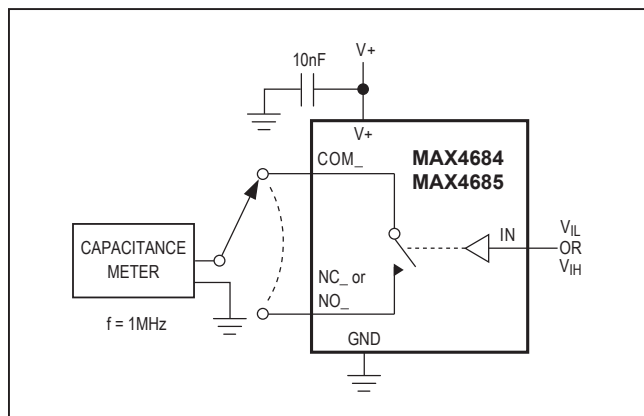 V+
10nF
V+
MAX4684
MAX4685
COM_
IN
V_IL
OR
V_IH
CAPACITANCE
METER
NC_ or
NO_
f = 1MHz
GND